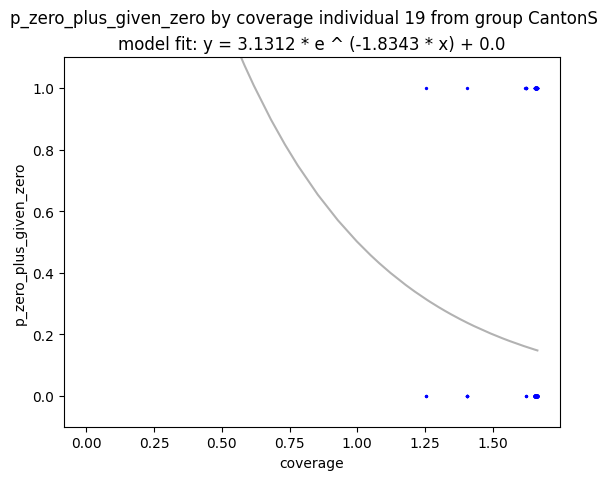 p_zero_plus_given_zero by coverage individual 19 from group CantonS
model fit: y = 3.1312 * e ^ (-1.8343 * x) + 0.0
1.0
0.8
0.6
0.4
0.2
0.0
p_zero_plus_given_zero
0.00 0.25 0.50 0.75 1.00 1.25 1.50
coverage